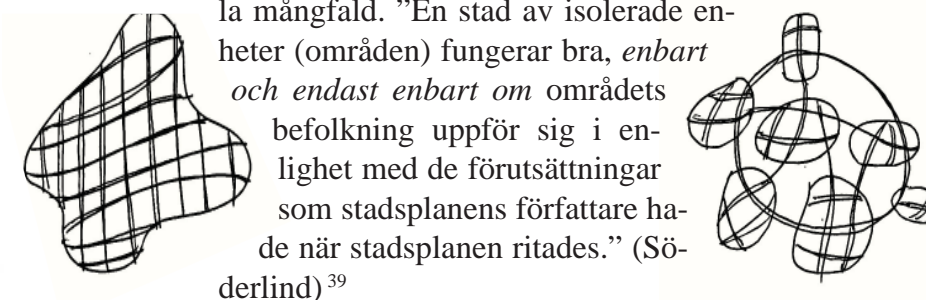 la mångfald. ”En stad av isolerade en-
heter (områden) fungerar bra, enbart
och endast enbart om områdets
befolkning uppför sig i en-
lighet med de förutsättningar
som stadsplanens författare ha-
de när stadsplanen ritades.” (Sö-
derlind) 39